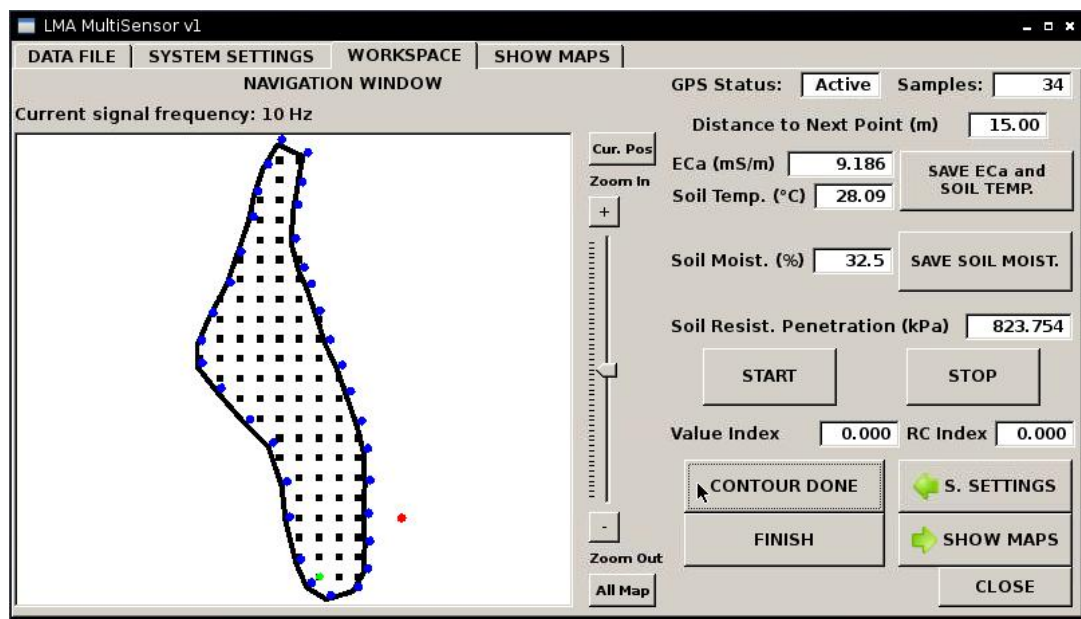 LMA MultiSensor v1
DATA FILE SYSTEM SETTINGS WORKSPACE SHOW MAPS
NAVIGATION WINDOW
Current signal frequency: 10 Hz
Cur. Pos
Zoom In
+
-
Zoom Out
All Map
GPS Status: Active Samples: 34
Distance to Next Point (m) 15.00
ECa (mS/m) 9.186
Soil Temp. (°C) 28.09
SAVE ECa and
SOIL TEMP.
Soil Moist. (%) 32.5 SAVE SOIL MOIST.
Soil Resist. Penetration (kPa) 823.754
START STOP
Value Index 0.000 RC Index 0.000
CONTOUR DONE S. SETTINGS
FINISH SHOW MAPS
CLOSE